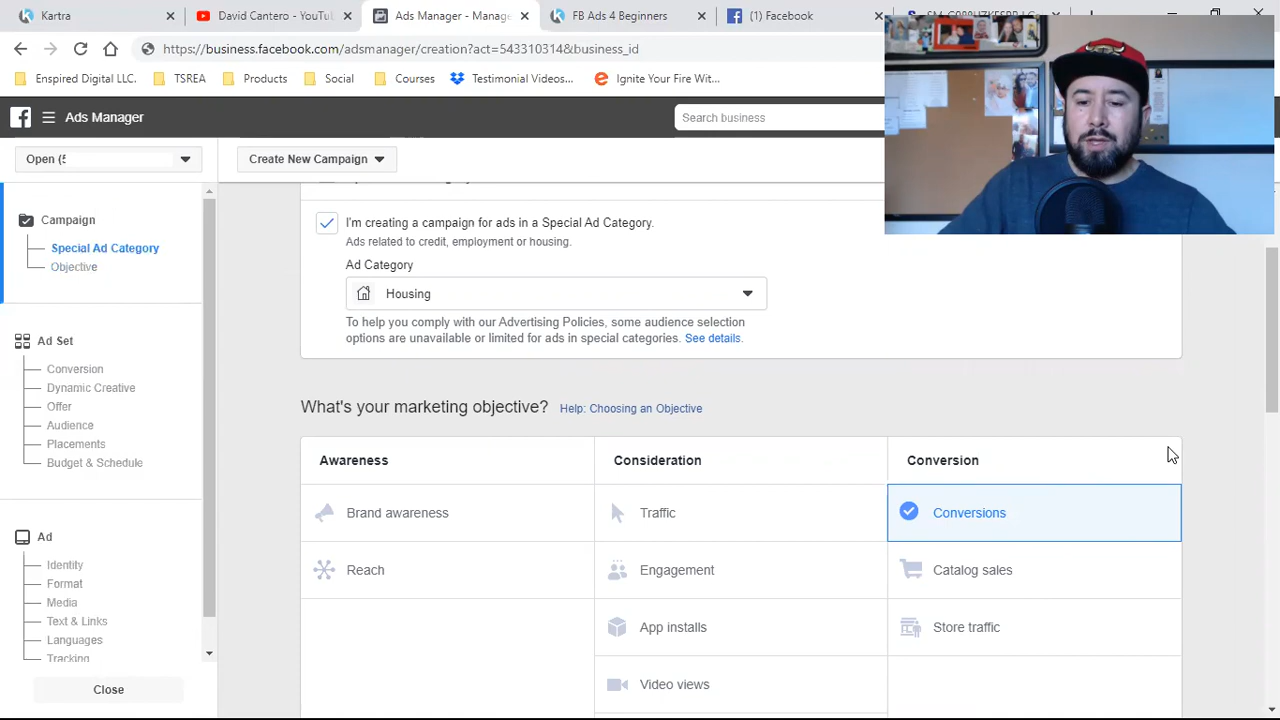 Kartra
David Contreras - YouTu
Ads Manager - Manage
FB Ads 4 Beginners
(1) Facebook
https://business.facebook.com/adsmanager/creation?act=543310314&business_id
Enspired Digital LLC.
TSREA
Products
Social
Courses
Testimonial Videos...
Ignite Your Fire Wit...
Ads Manager
Search business
Open (5
Create New Campaign
Campaign
Special Ad Category
Objective
Ad Set
Conversion
Dynamic Creative
Offer
Audience
Placements
Budget & Schedule
Ad
Identity
Format
Media
Text & Links
Languages
Tracking
Close
I'm creating a campaign for ads in a Special Ad Category.
Ads related to credit, employment or housing.
Ad Category
Housing
To help you comply with our Advertising Policies, some audience selection
options are unavailable or limited for ads in special categories. See details.
What's your marketing objective? Help: Choosing an Objective
Awareness
Consideration
Conversion
Brand awareness
Traffic
Conversions
Reach
Engagement
Catalog sales
App installs
Store traffic
Video views